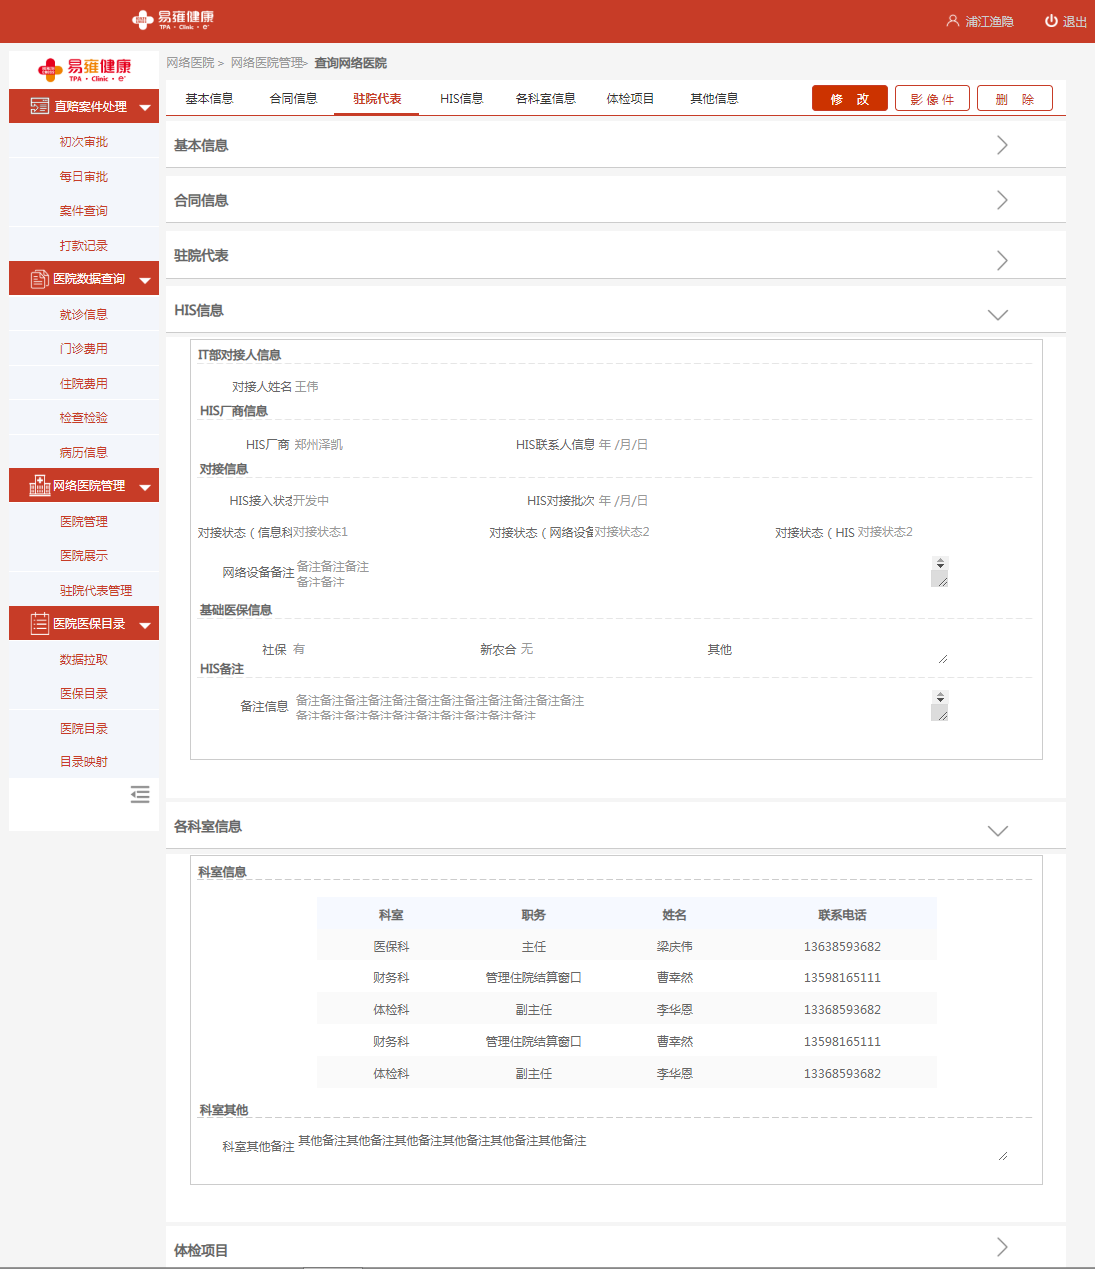 易雍健康
TPA · Clinic · e⁺
浦江渔隐
退出
易雍健康
TPA · Clinic · e⁺
直赔案件处理
初次审批
每日审批
案件查询
打款记录
医院数据查询
就诊信息
门诊费用
住院费用
检查检验
病历信息
网络医院管理
医院管理
医院展示
驻院代表管理
医院医保目录
数据拉取
医保目录
医院目录
目录映射
网络医院 > 网络医院管理> 查询网络医院
基本信息 合同信息 驻院代表 HIS信息 各科室信息 体检项目 其他信息 修 改 影 像 件 删 除
基本信息
合同信息
驻院代表
HIS信息
IT部对接人信息
对接人姓名 王伟
HIS厂商信息
HIS厂商 郑州泽凯 HIS联系人信息 年 /月/日
对接信息
HIS接入状态 开发中 HIS对接批次 年 /月/日
对接状态（信息科 对接状态1 对接状态（网络设备 对接状态2 对接状态（HIS 对接状态2
网络设备备注 备注备注备注
备注备注
基础医保信息
社保 有 新农合 无 其他
HIS备注
备注信息 备注备注备注备注备注备注备注备注备注备注备注备注
备注备注备注备注备注备注备注备注备注备注
各科室信息
科室信息
科室 职务 姓名 联系电话
医保科 主任 梁庆伟 13638593682
财务科 管理住院结算窗口 曹幸然 13598165111
体检科 副主任 李华恩 13368593682
财务科 管理住院结算窗口 曹幸然 13598165111
体检科 副主任 李华恩 13368593682
科室其他
科室其他备注 其他备注其他备注其他备注其他备注其他备注其他备注
体检项目